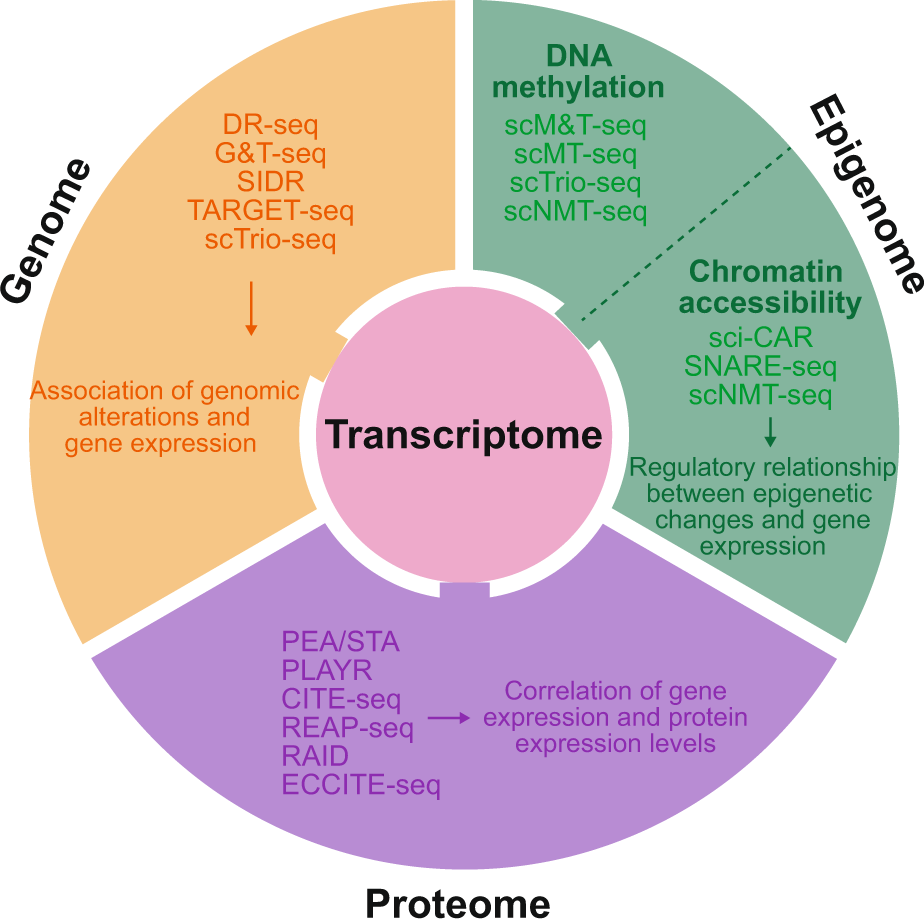 Genome
DR-seq
G&T-seq
SIDR
TARGET-seq
scTrio-seq
Association of genomic
alterations and
gene expression
Epigenome
DNA
methylation
scM&T-seq
scMT-seq
scTrio-seq
scNMT-seq
Chromatin
accessibility
sci-CAR
SNARE-seq
scNMT-seq
Regulatory relationship
between epigenetic
changes and gene
expression
Transcriptome
PEA/STA
PLAYR
CITE-seq
REAP-seq
RAID
ECCITE-seq
Correlation of gene
expression and protein
expression levels
Proteome